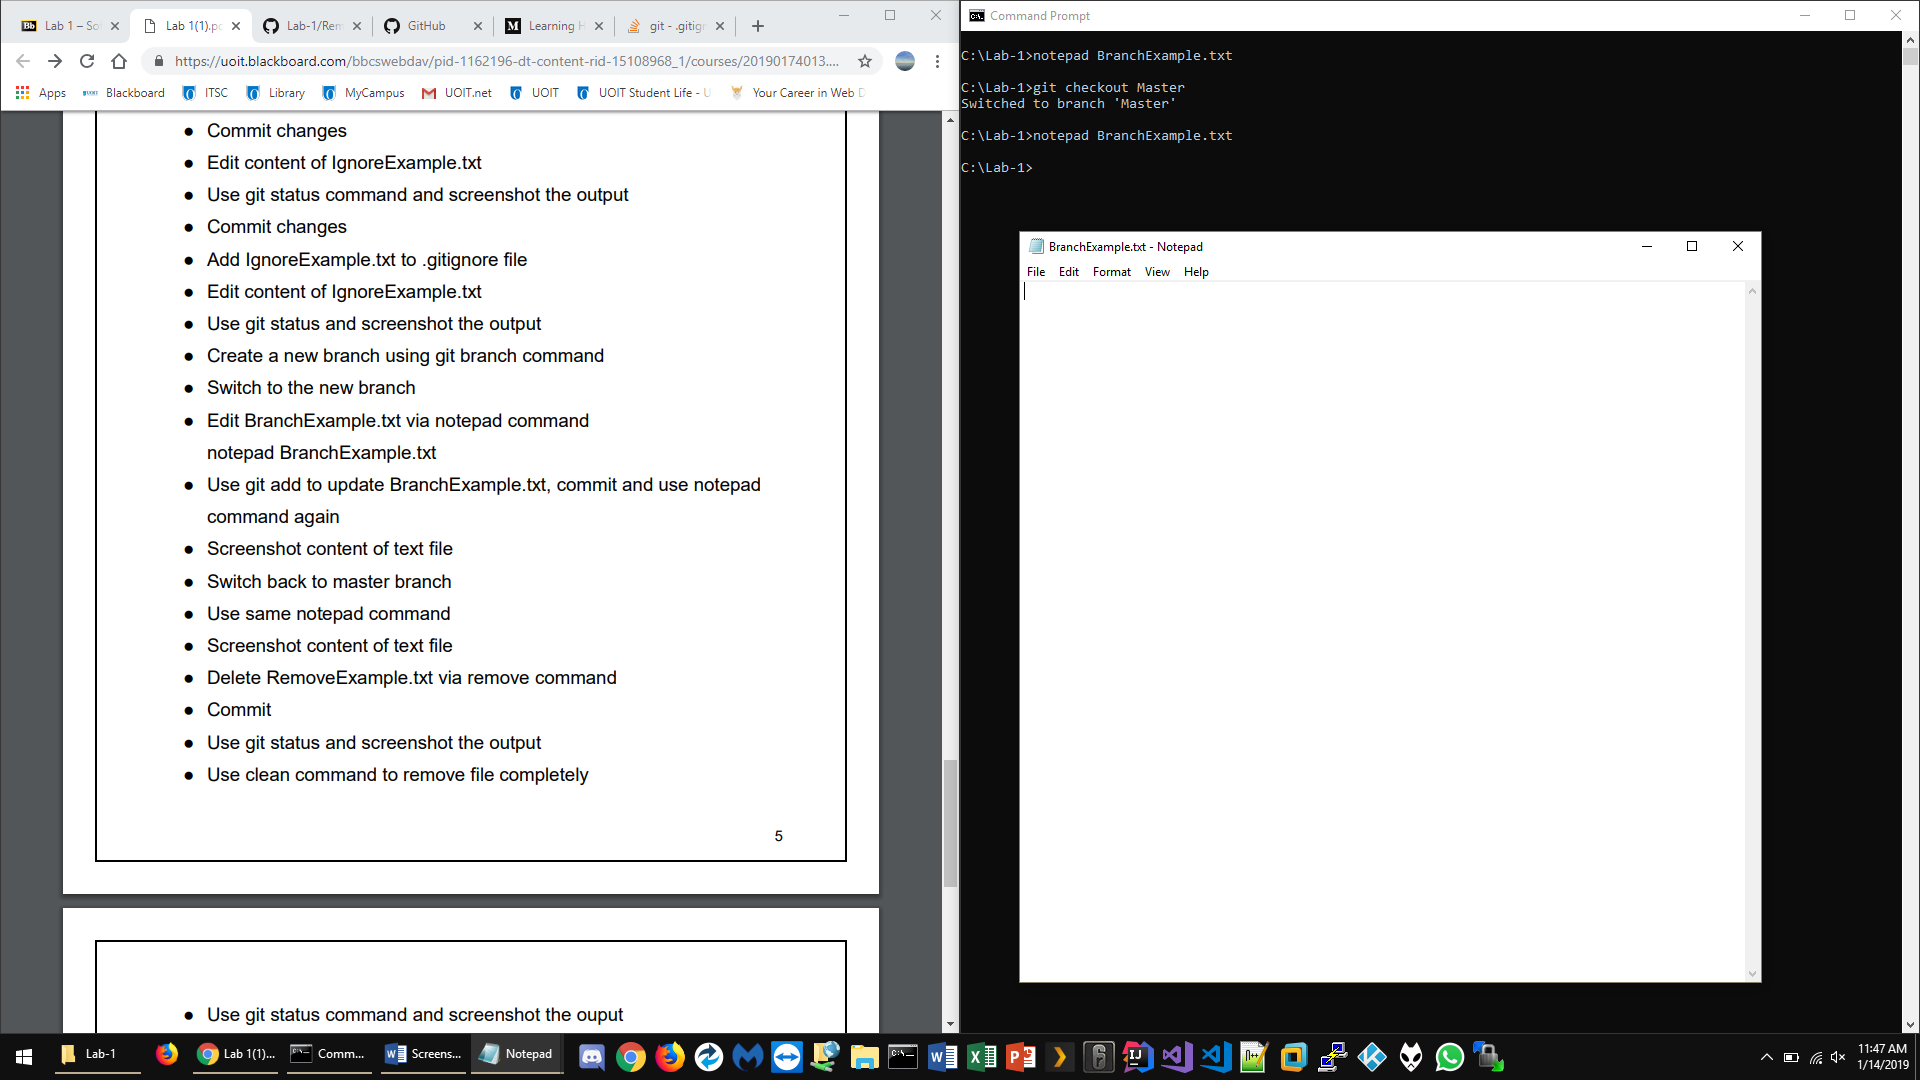 Lab 1 – So
Lab 1(1).pd
Lab-1/Rem
GitHub
Learning H
git - .gitign
https://uoit.blackboard.com/bbcswebdav/pid-1162196-dt-content-rid-15108968_1/courses/20190174013....
Apps
Blackboard
ITSC
Library
MyCampus
UOIT.net
UOIT
UOIT Student Life - U
Your Career in Web D
● Commit changes
● Edit content of IgnoreExample.txt
● Use git status command and screenshot the output
● Commit changes
● Add IgnoreExample.txt to .gitignore file
● Edit content of IgnoreExample.txt
● Use git status and screenshot the output
● Create a new branch using git branch command
● Switch to the new branch
● Edit BranchExample.txt via notepad command
notepad BranchExample.txt
● Use git add to update BranchExample.txt, commit and use notepad
command again
● Screenshot content of text file
● Switch back to master branch
● Use same notepad command
● Screenshot content of text file
● Delete RemoveExample.txt via remove command
● Commit
● Use git status and screenshot the output
● Use clean command to remove file completely
5
● Use git status command and screenshot the ouput
Command Prompt
C:\Lab-1>notepad BranchExample.txt
C:\Lab-1>git checkout Master
Switched to branch 'Master'
C:\Lab-1>notepad BranchExample.txt
C:\Lab-1>
BranchExample.txt - Notepad
File Edit Format View Help
Lab-1
Lab 1(1)...
Comm...
Screens...
Notepad
11:47 AM
1/14/2019